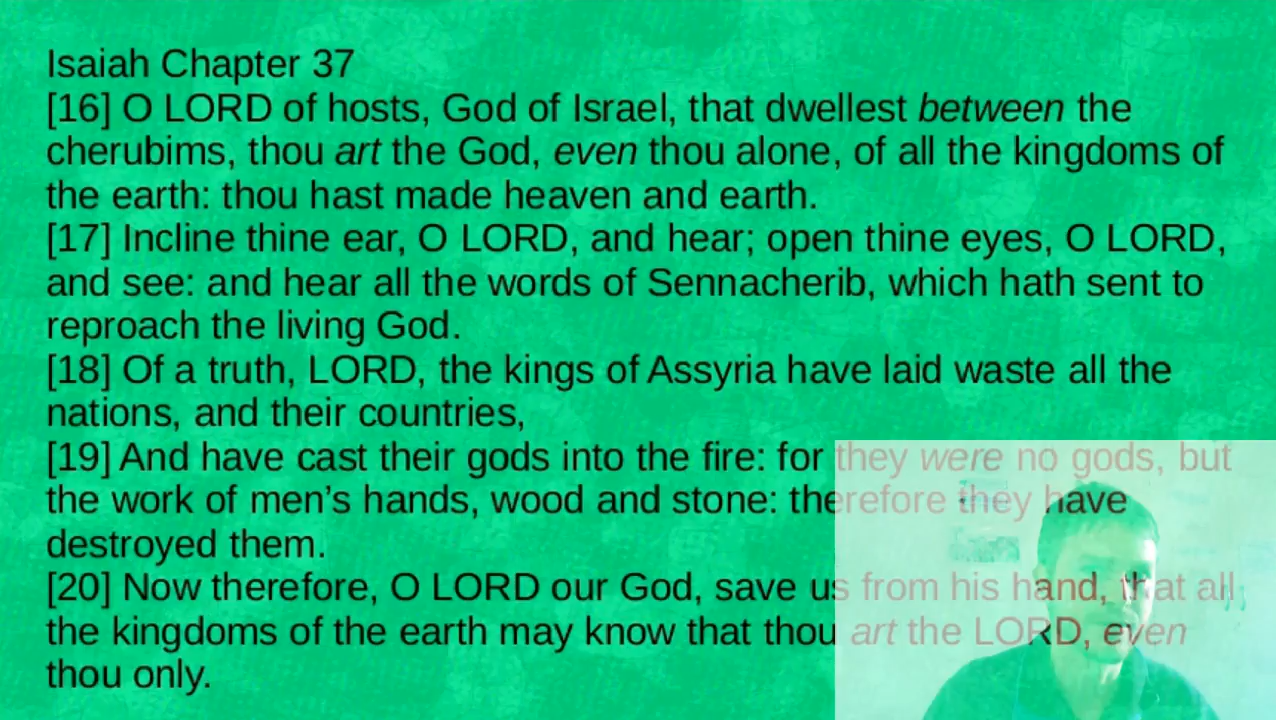 Isaiah Chapter 37
[16] O LORD of hosts, God of Israel, that dwellest between the
cherubims, thou art the God, even thou alone, of all the kingdoms of
the earth: thou hast made heaven and earth.
[17] Incline thine ear, O LORD, and hear; open thine eyes, O LORD,
and see: and hear all the words of Sennacherib, which hath sent to
reproach the living God.
[18] Of a truth, LORD, the kings of Assyria have laid waste all the
nations, and their countries,
[19] And have cast their gods into the fire: for they were no gods, but
the work of men’s hands, wood and stone: therefore they have
destroyed them.
[20] Now therefore, O LORD our God, save us from his hand, that all
the kingdoms of the earth may know that thou art the LORD, even
thou only.